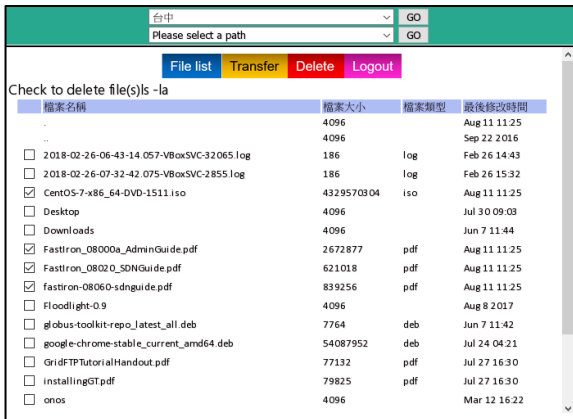 台中 GO
Please select a path GO
File list Transfer Delete Logout
Check to delete file(s)ls -la
檔案名稱 檔案大小 檔案類型 最後修改時間
. 4096 Aug 11 11:25
.. 4096 Sep 22 2016
2018-02-26-06-43-14.057-VBoxSVC-32065.log 186 log Feb 26 14:43
2018-02-26-07-32-42.075-VBoxSVC-2855.log 186 log Feb 26 15:32
CentOS-7-x86_64-DVD-1511.iso 4329570304 iso Aug 11 11:25
Desktop 4096 Jul 30 09:03
Downloads 4096 Jun 7 11:44
FastIron_08000a_AdminGuide.pdf 2672877 pdf Aug 11 11:25
FastIron_08020_SDNGuide.pdf 621018 pdf Aug 11 11:25
fastiron-08060-sdnguide.pdf 839256 pdf Aug 11 11:25
Floodlight-0.9 4096 Aug 8 2017
globus-toolkit-repo_latest_all.deb 7764 deb Jun 7 11:42
google-chrome-stable_current_amd64.deb 54087952 deb Jul 24 04:21
GridFTPTutorialHandout.pdf 77132 pdf Jul 27 16:30
installingGT.pdf 79825 pdf Jul 27 16:30
onos 4096 Mar 12 16:22